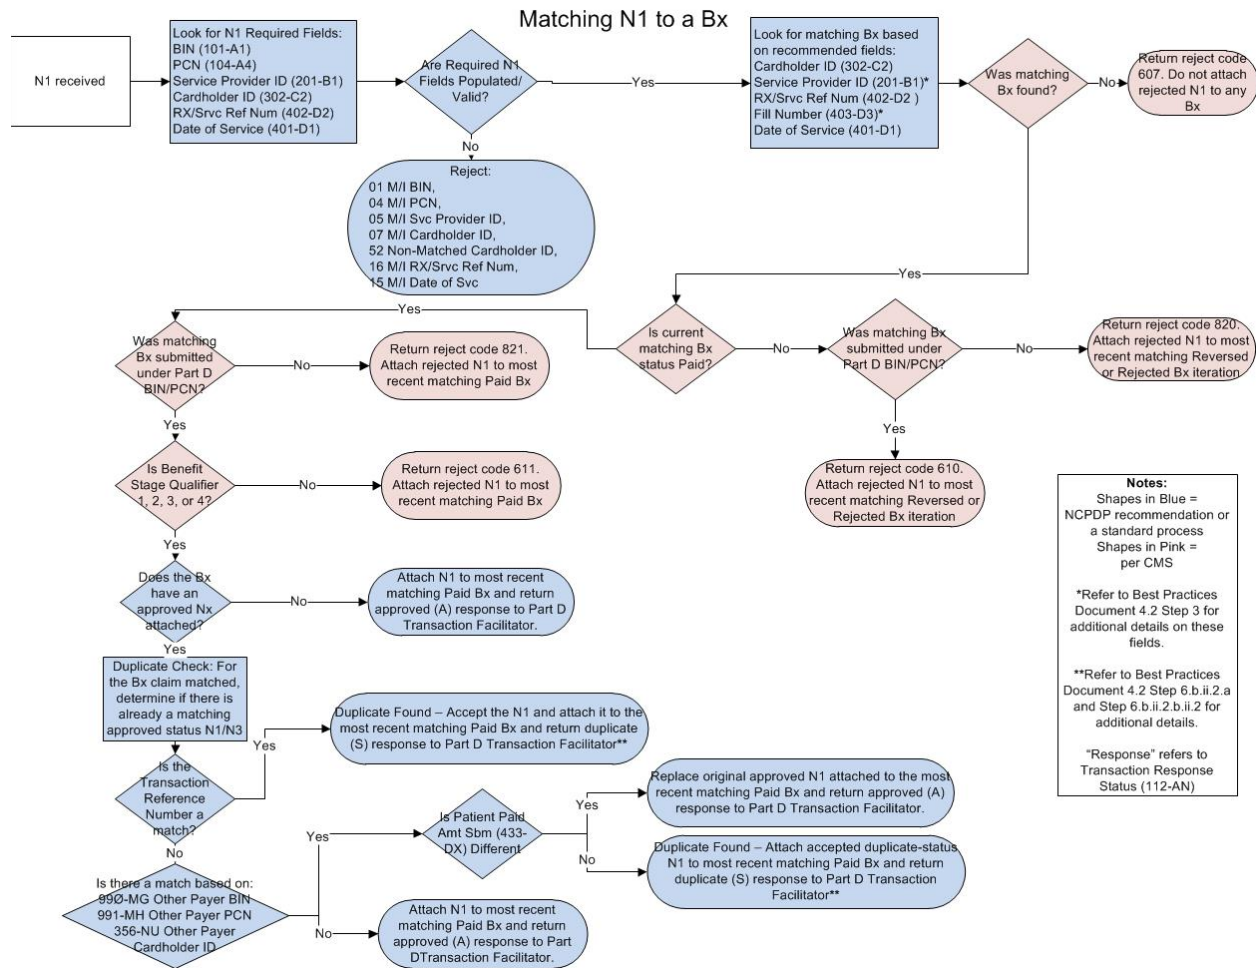 Matching N1 to a Bx
N1 received
Look for N1 Required Fields:
BIN (101-A1)
PCN (104-A4)
Service Provider ID (201-B1)
Cardholder ID (302-C2)
RX/Srvc Ref Num (402-D2)
Date of Service (401-D1)
Are Required N1
Fields Populated/
Valid?
Yes
No
Look for matching Bx based
on recommended fields:
Cardholder ID (302-C2)
Service Provider ID (201-B1)*
RX/Srvc Ref Num (402-D2 )
Fill Number (403-D3)*
Date of Service (401-D1)
Was matching
Bx found?
No
Return reject code
607. Do not attach
rejected N1 to any
Bx
Reject:
01 M/I BIN,
04 M/I PCN,
05 M/I Svc Provider ID,
07 M/I Cardholder ID,
52 Non-Matched Cardholder ID,
16 M/I RX/Srvc Ref Num,
15 M/I Date of Svc
Yes
Yes
Was matching
Bx submitted
under Part D
BIN/PCN?
No
Return reject code 821.
Attach rejected N1 to most
recent matching Paid Bx
Is current
matching Bx
status Paid?
No
Was matching Bx
submitted under
Part D BIN/PCN?
No
Return reject code 820.
Attach rejected N1 to most
recent matching Reversed
or Rejected Bx iteration
Yes
Yes
Return reject code 610.
Attach rejected N1 to most
recent matching Reversed or
Rejected Bx iteration
Is Benefit
Stage Qualifier
1, 2, 3, or 4?
No
Return reject code 611.
Attach rejected N1 to most
recent matching Paid Bx
Yes
Does the Bx
have an
approved Nx
attached?
No
Attach N1 to most recent
matching Paid Bx and return
approved (A) response to Part D
Transaction Facilitator.
Yes
Duplicate Check: For
the Bx claim matched,
determine if there is
already a matching
approved status N1/N3
Yes
Duplicate Found – Accept the N1 and attach it to the
most recent matching Paid Bx and return duplicate
(S) response to Part D Transaction Facilitator**
Is the
Transaction
Reference
Number a
match?
No
Is there a match based on:
99Ø-MG Other Payer BIN
991-MH Other Payer PCN
356-NU Other Payer
Cardholder ID
Yes
Is Patient Paid
Amt Sbm (433-
DX) Different
Yes
Replace original approved N1 attached to the most
recent matching Paid Bx and return approved (A)
response to Part D Transaction Facilitator.
No
Duplicate Found – Attach accepted duplicate-status
N1 to most recent matching Paid Bx and return
duplicate (S) response to Part D Transaction
Facilitator**
No
Attach N1 to most recent
matching Paid Bx and return
approved (A) response to Part
DTransaction Facilitator.
Notes:
Shapes in Blue =
NCPDP recommendation or
a standard process
Shapes in Pink =
per CMS
*Refer to Best Practices
Document 4.2 Step 3 for
additional details on these
fields.
**Refer to Best Practices
Document 4.2 Step 6.b.ii.2.a
and Step 6.b.ii.2.b.ii.2 for
additional details.
“Response” refers to
Transaction Response
Status (112-AN)